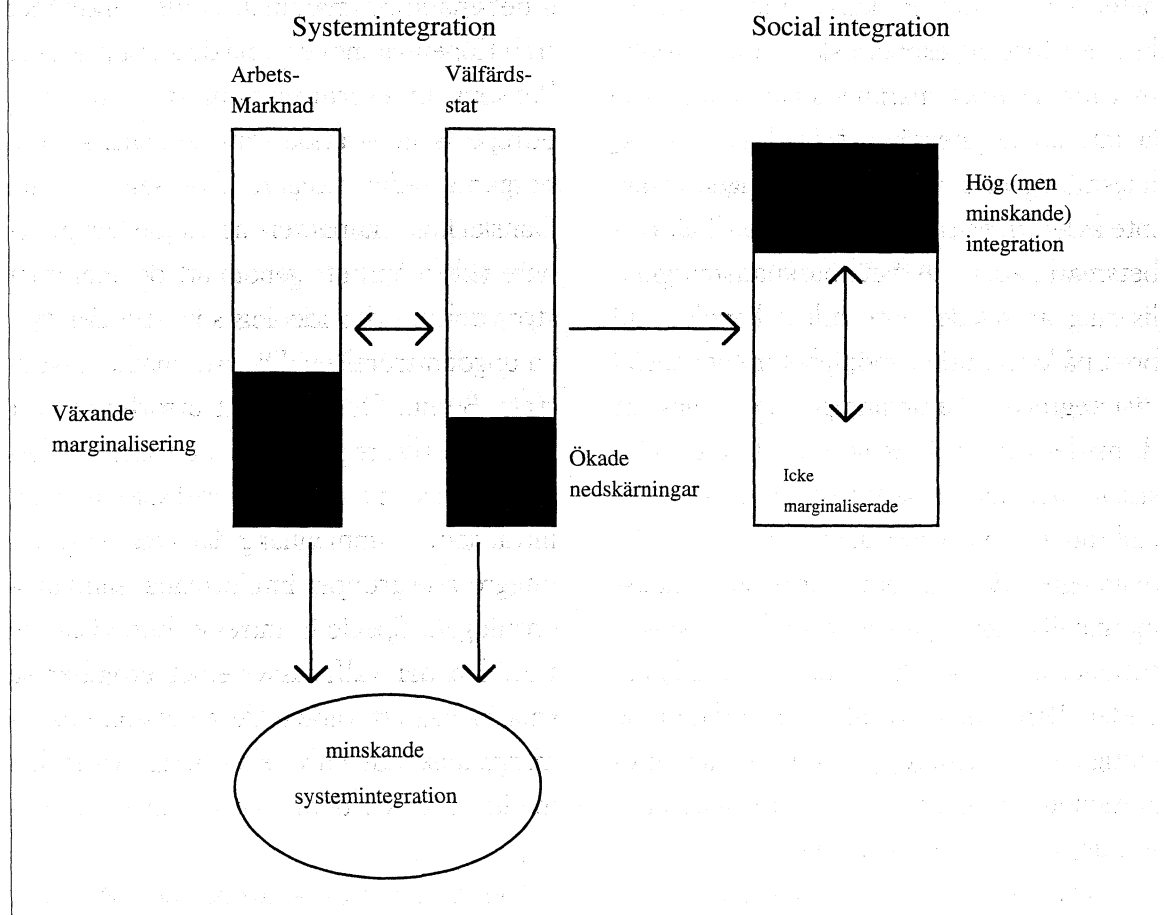 Systemintegration
Social integration
Arbets-
Marknad
Välfärds-
stat
Hög (men
minskande)
integration
Växande
marginalisering
Ökade
nedskärningar
Icke
marginaliserade
minskande
systemintegration